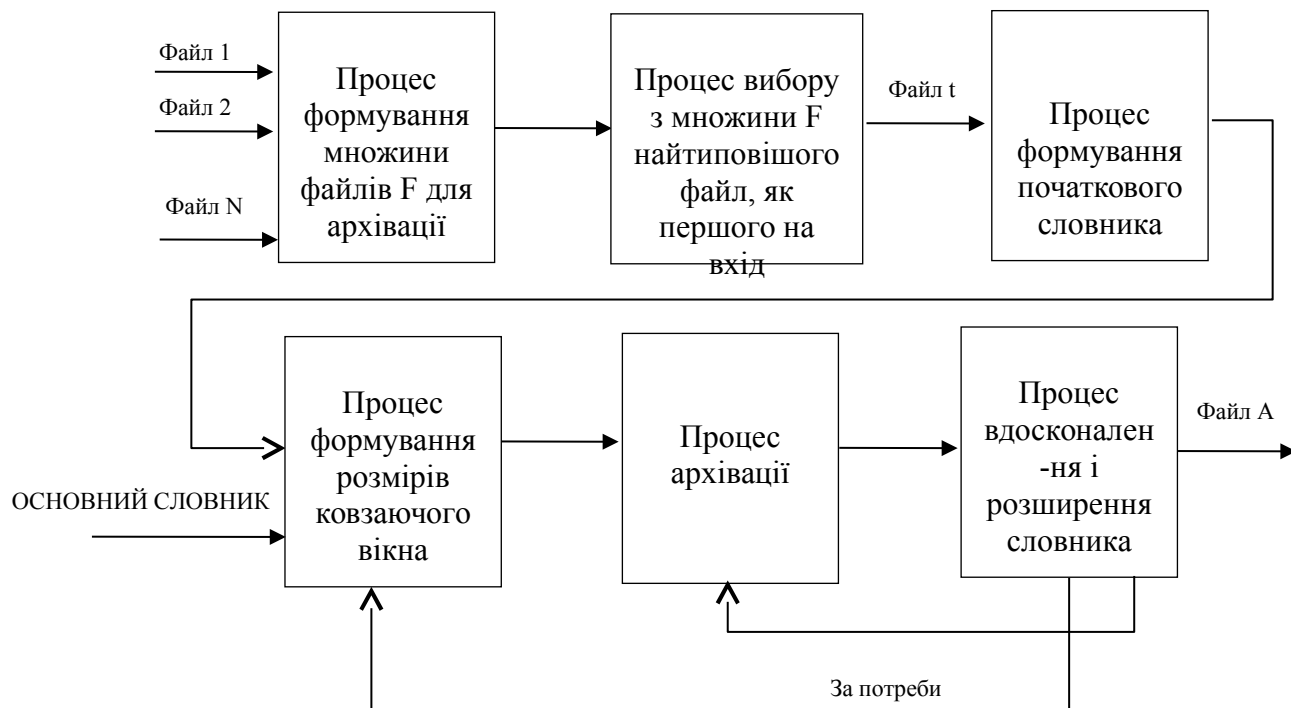 Файл 1
Файл 2
Файл N
Процес
формування
множини
файлів F для
архівації
Процес вибору
з множини F
найтиповішого
файл, як
першого на
вхід
Файл t
Процес
формування
початкового
словника
ОСНОВНИЙ СЛОВНИК
Процес
формування
розмірів
ковзаючого
вікна
Процес
архівації
Процес
вдосконален
-ня і
розширення
словника
Файл A
За потреби